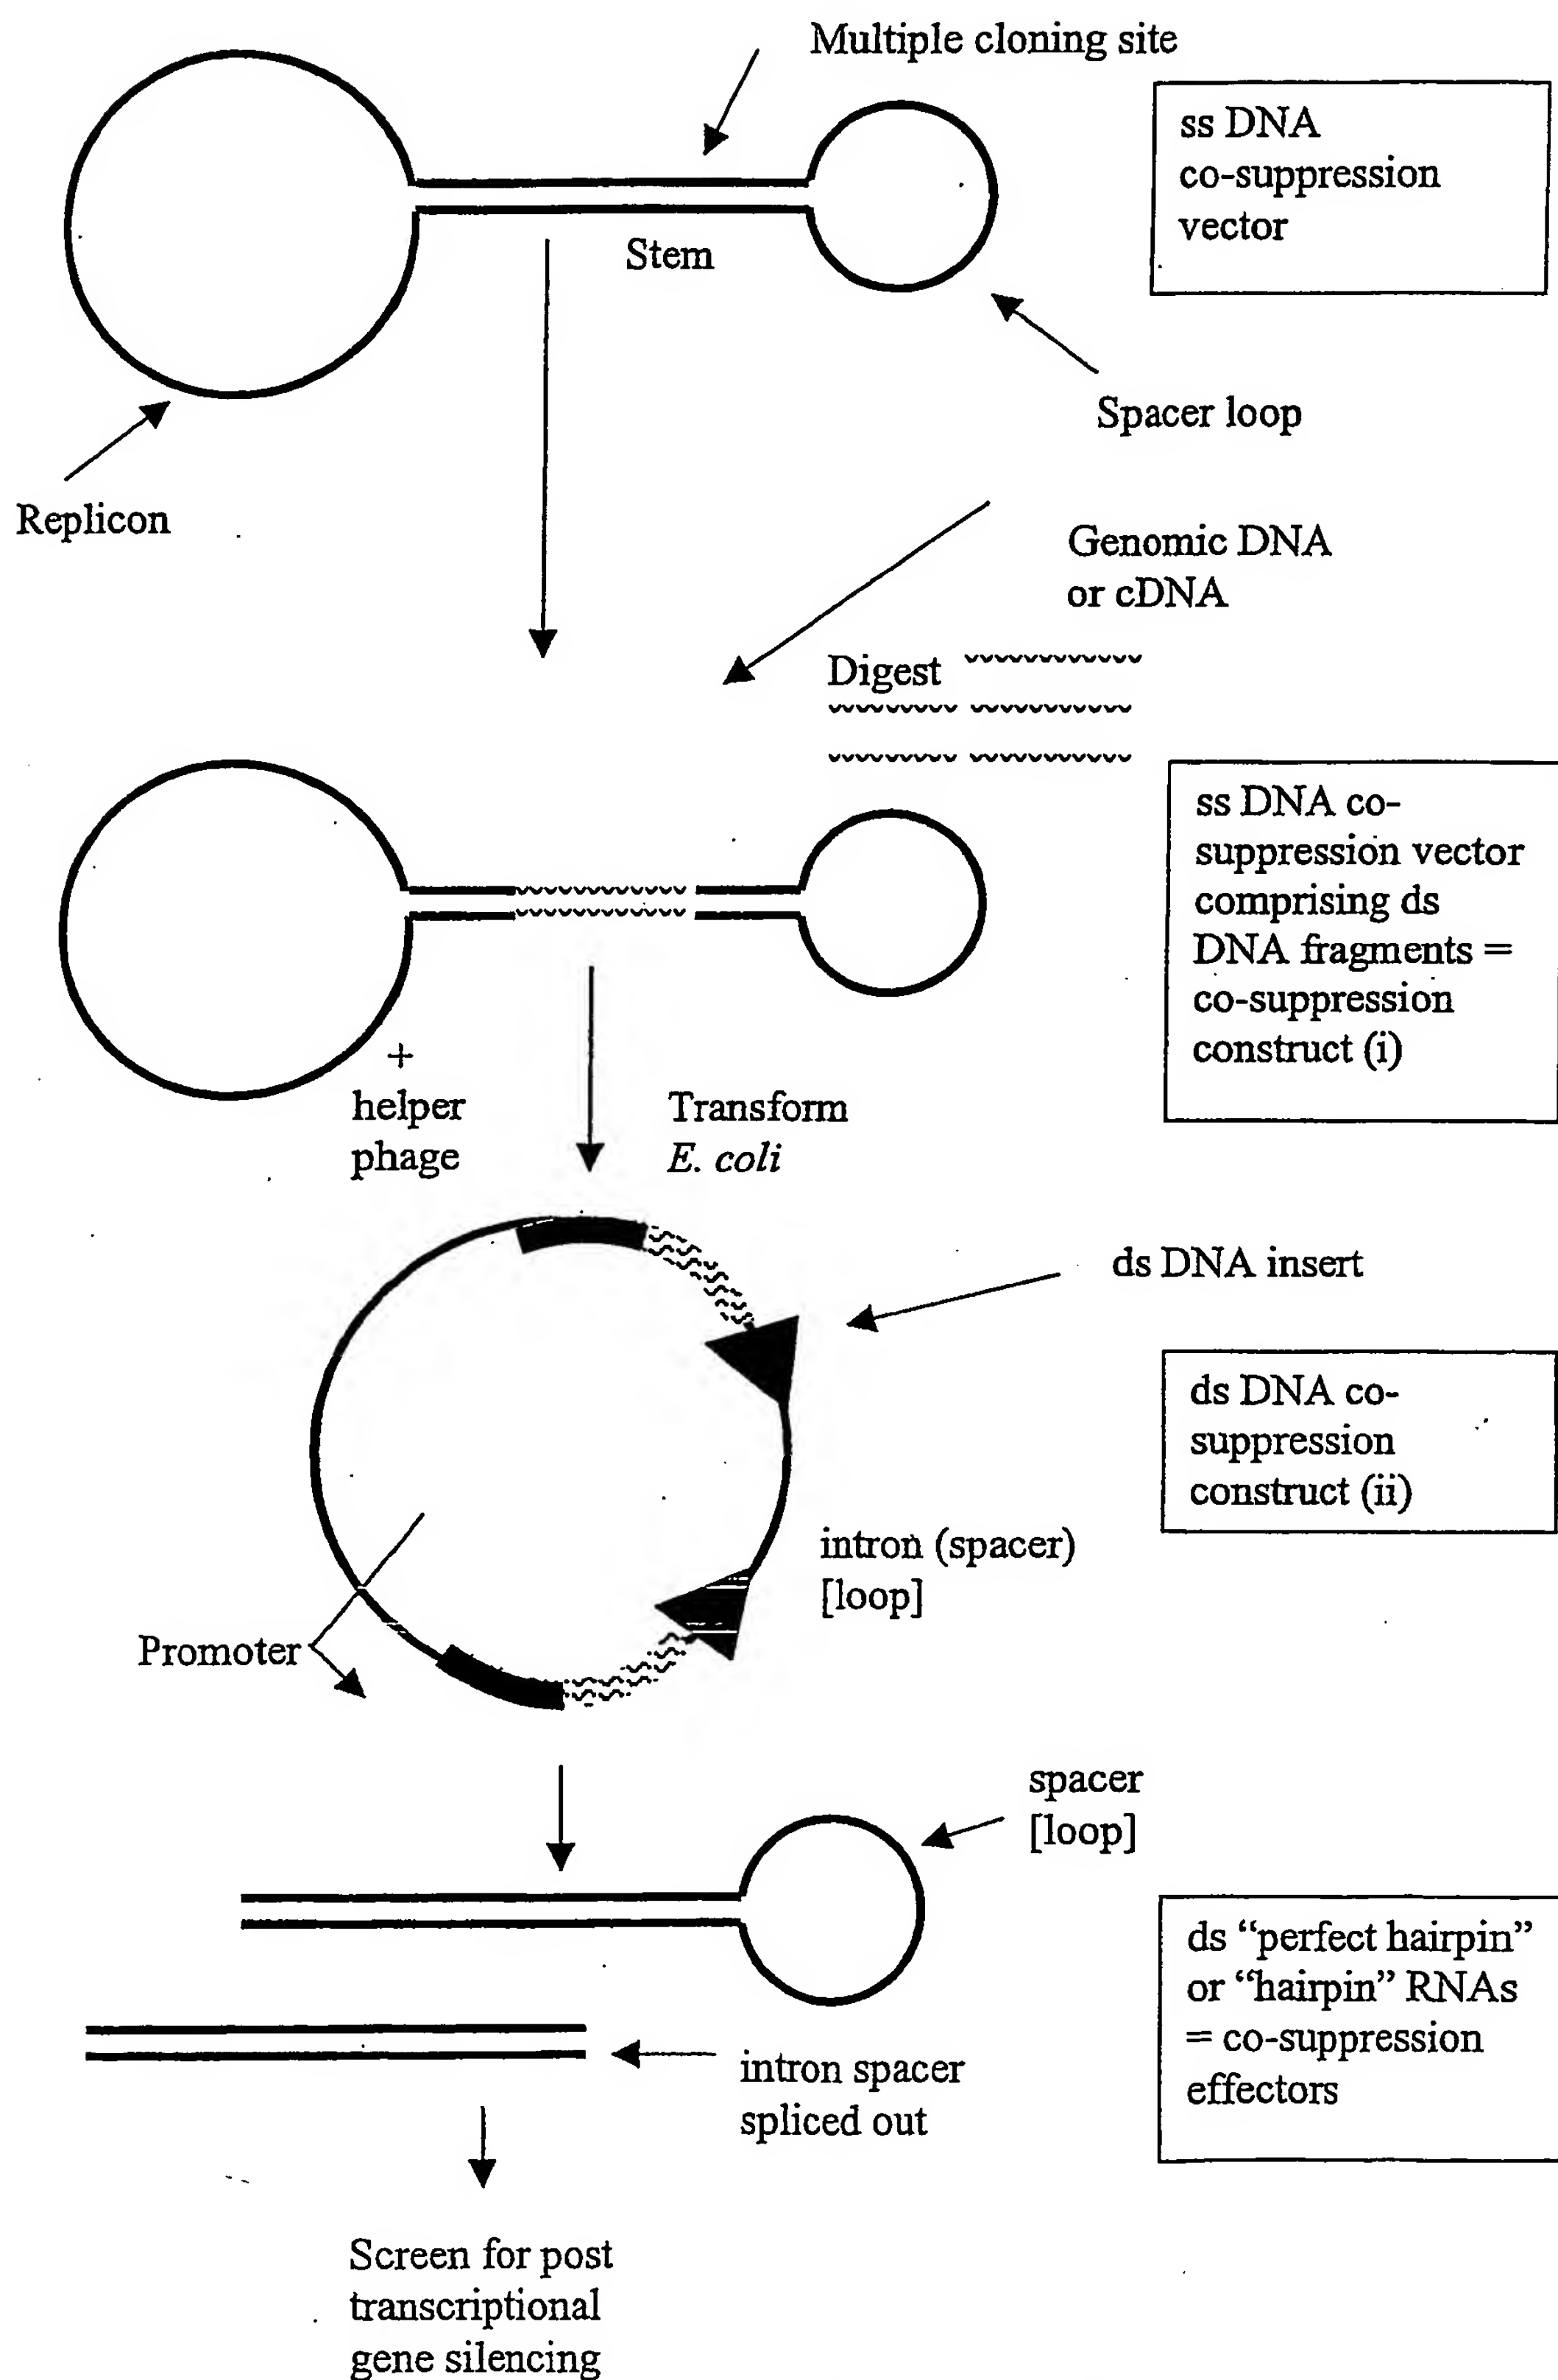 Multiple cloning site
ss DNA
co-suppression
vector
Stem
Spacer loop
Replicon
Genomic DNA
or cDNA
Digest
ss DNA co-
suppression vector
comprising ds
DNA fragments =
co-suppression
construct (i)
+
helper
phage
Transform
E. coli
ds DNA insert
ds DNA co-
suppression
construct (ii)
intron (spacer)
[loop]
Promoter
spacer
[loop]
ds “perfect hairpin”
or “hairpin” RNAs
= co-suppression
effectors
intron spacer
spliced out
Screen for post
transcriptional
gene silencing